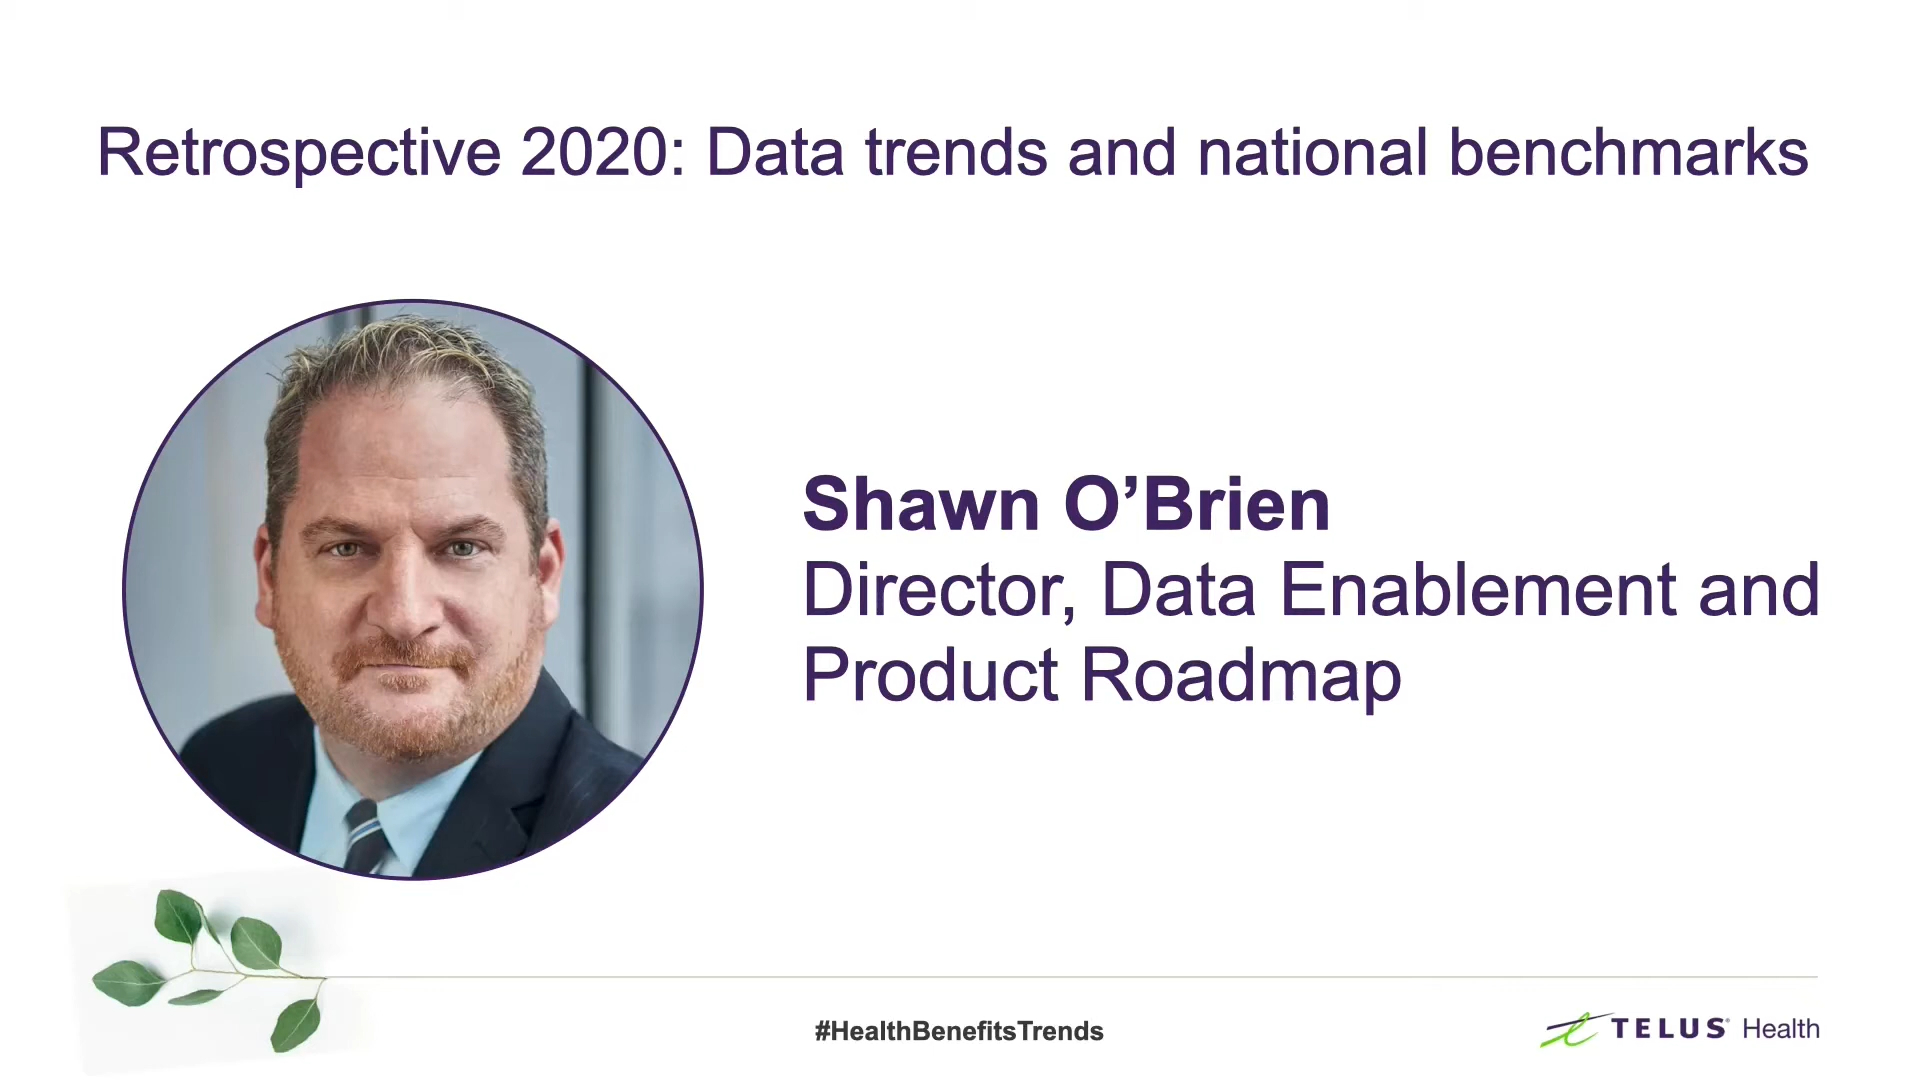 Retrospective 2020: Data trends and national benchmarks
Shawn O’Brien
Director, Data Enablement and
Product Roadmap
#HealthBenefitsTrends
TELUS® Health